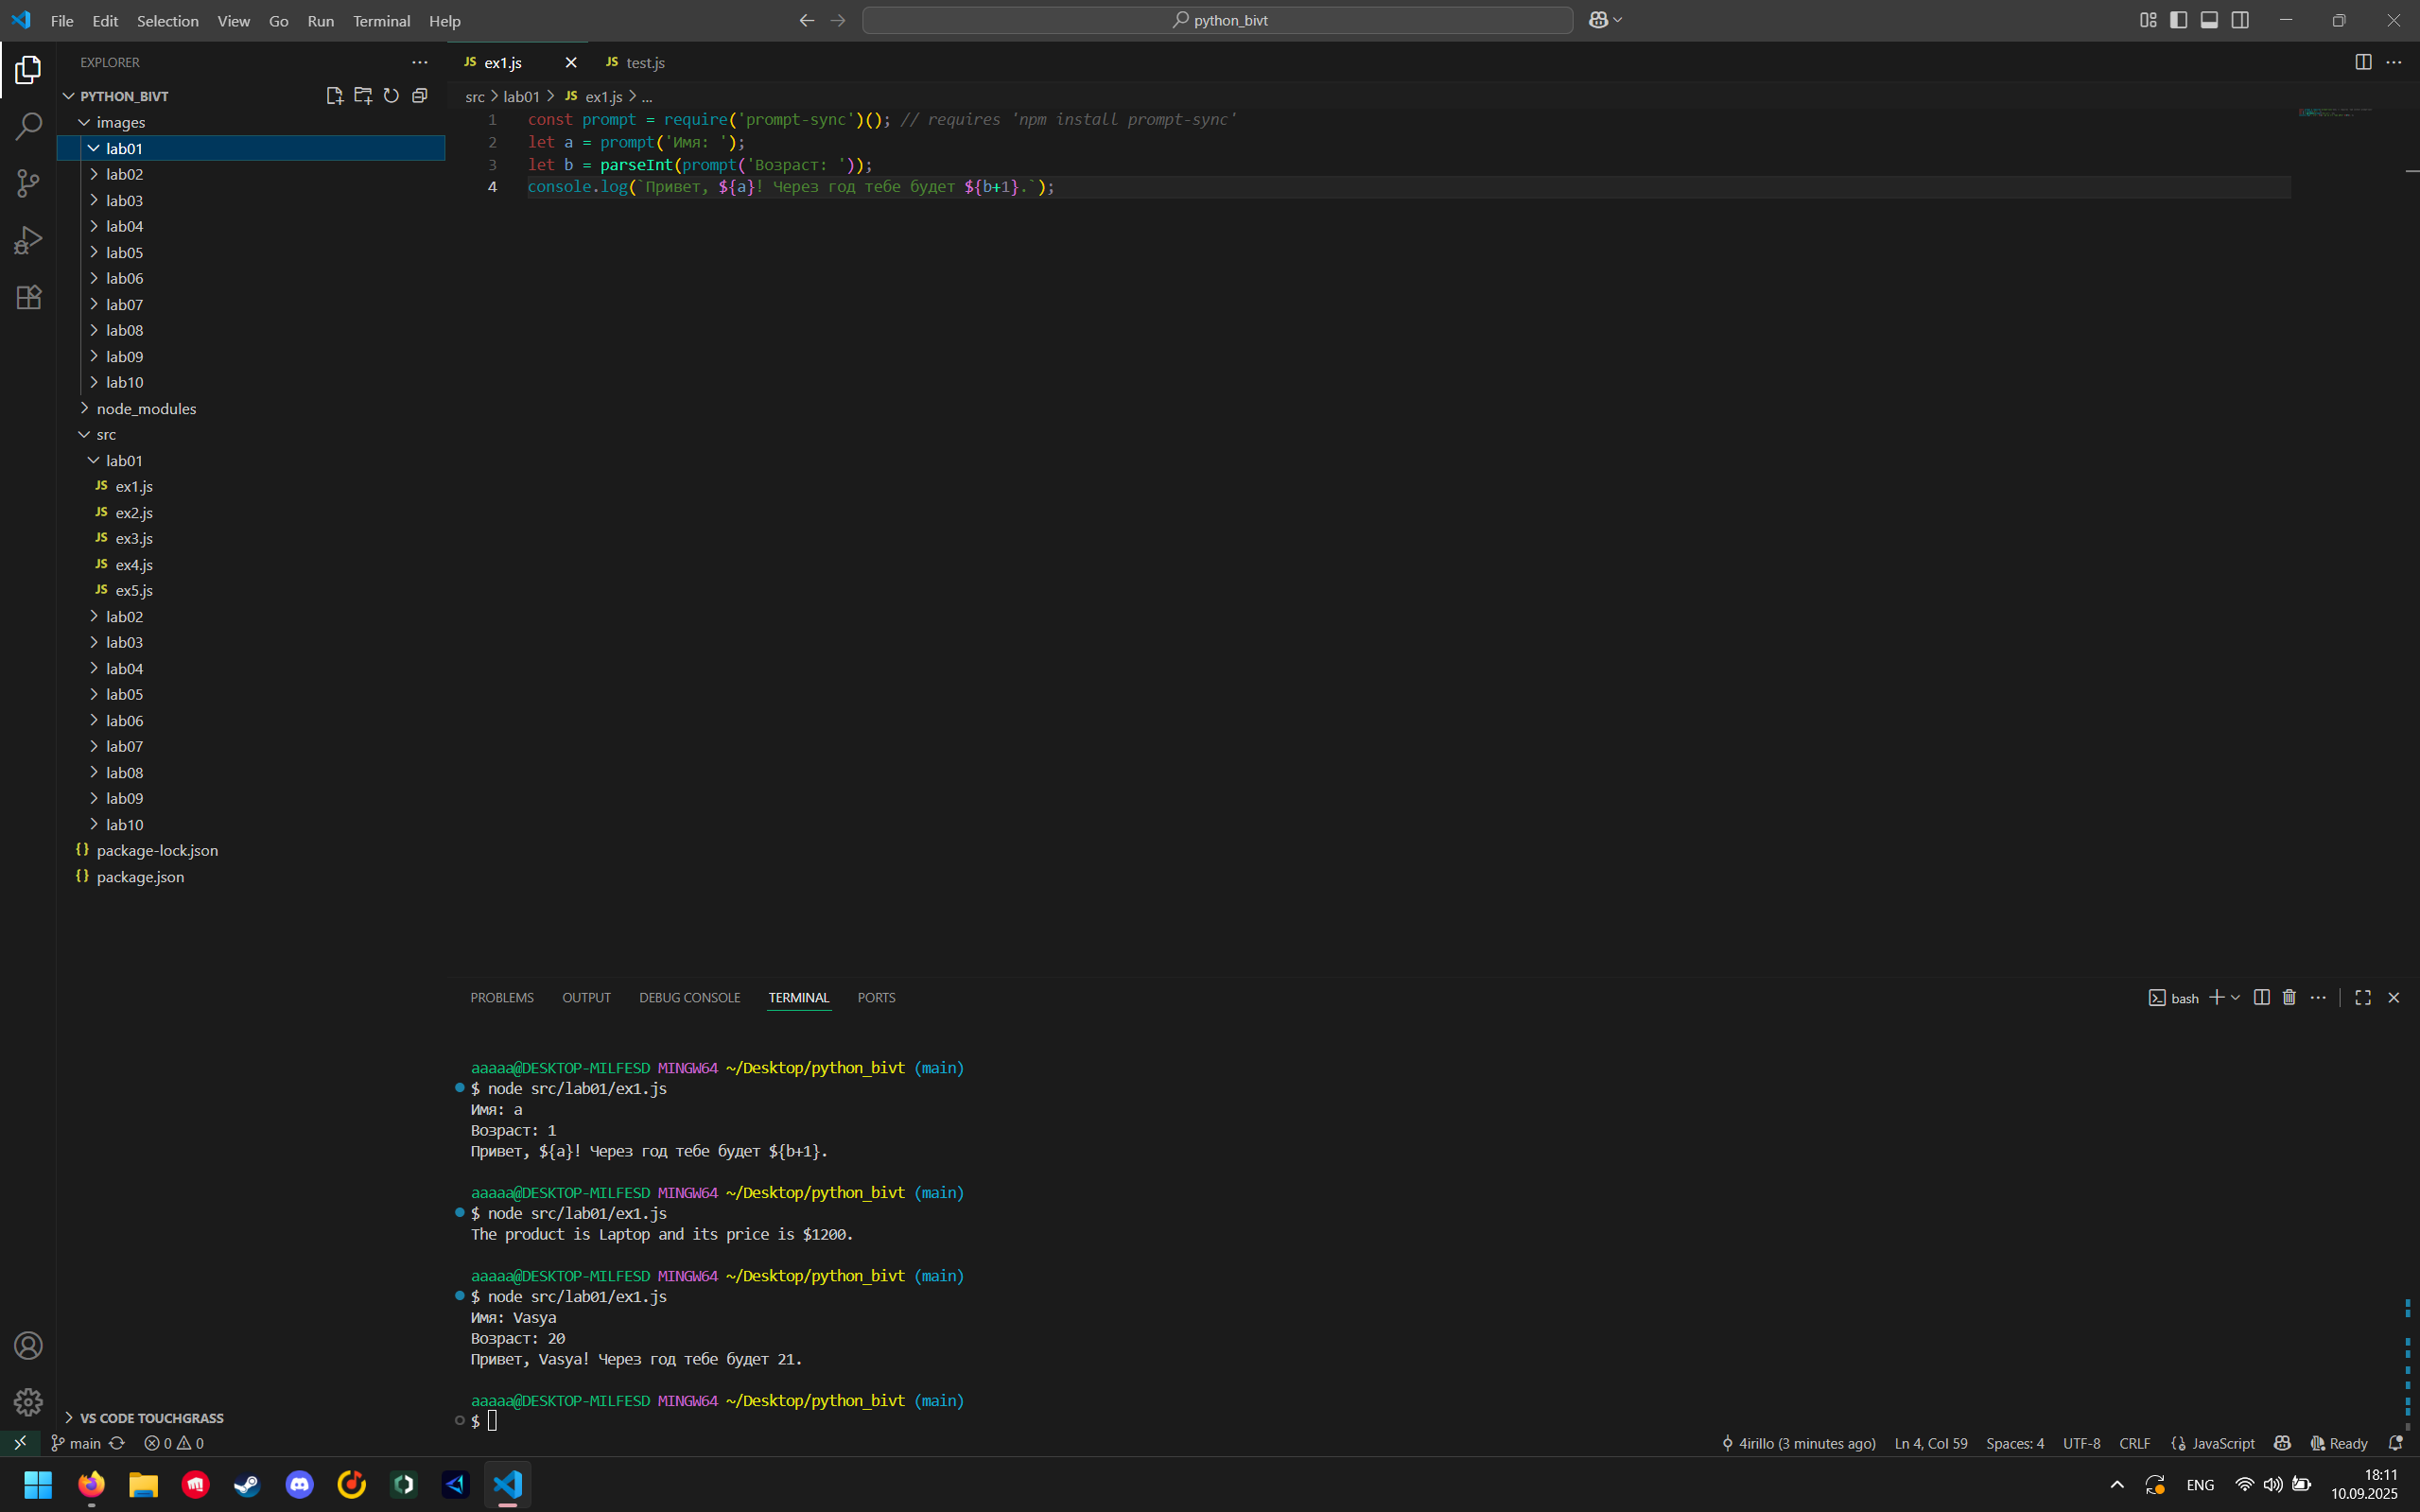 File Edit Selection View Go Run Terminal Help
python_bivt
EXPLORER
PYTHON_BIVT
images
lab01
lab02
lab03
lab04
lab05
lab06
lab07
lab08
lab09
lab10
node_modules
src
lab01
JS ex1.js
JS ex2.js
JS ex3.js
JS ex4.js
JS ex5.js
lab02
lab03
lab04
lab05
lab06
lab07
lab08
lab09
lab10
{} package-lock.json
{} package.json
VS CODE TOUCHGRASS
JS ex1.js JS test.js
src > lab01 > JS ex1.js > ...
1 const prompt = require('prompt-sync')(); // requires 'npm install prompt-sync'
2 let a = prompt('Имя: ');
3 let b = parseInt(prompt('Возраст: '));
4 console.log(`Привет, ${a}! Через год тебе будет ${b+1}.`);
PROBLEMS OUTPUT DEBUG CONSOLE TERMINAL PORTS
bash
aaaaa@DESKTOP-MILFESD MINGW64 ~/Desktop/python_bivt (main)
$ node src/lab01/ex1.js
Имя: a
Возраст: 1
Привет, ${a}! Через год тебе будет ${b+1}.
aaaaa@DESKTOP-MILFESD MINGW64 ~/Desktop/python_bivt (main)
$ node src/lab01/ex1.js
The product is Laptop and its price is $1200.
aaaaa@DESKTOP-MILFESD MINGW64 ~/Desktop/python_bivt (main)
$ node src/lab01/ex1.js
Имя: Vasya
Возраст: 20
Привет, Vasya! Через год тебе будет 21.
aaaaa@DESKTOP-MILFESD MINGW64 ~/Desktop/python_bivt (main)
$
main 0 0 4irillo (3 minutes ago) Ln 4, Col 59 Spaces: 4 UTF-8 CRLF {} JavaScript Ready
ENG 18:11
10.09.2025